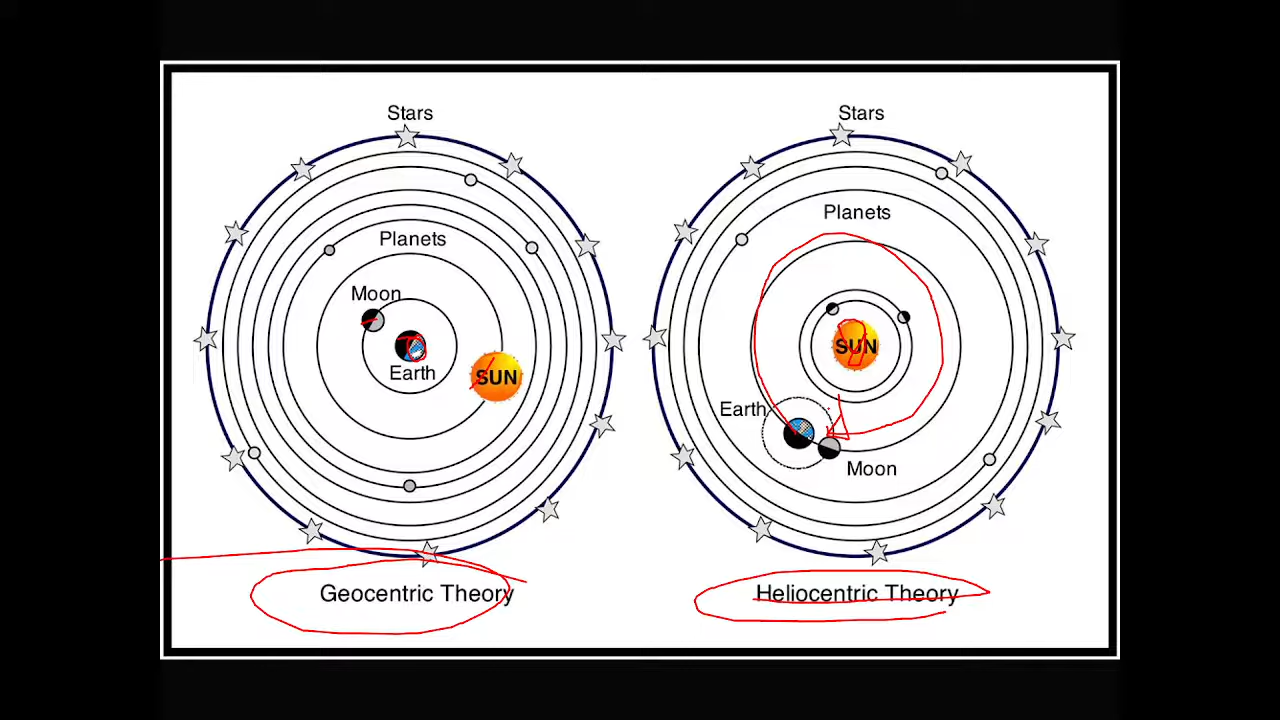 Stars
Planets
Moon
Earth
SUN
Geocentric Theory
Stars
Planets
SUN
Earth
Moon
Heliocentric Theory